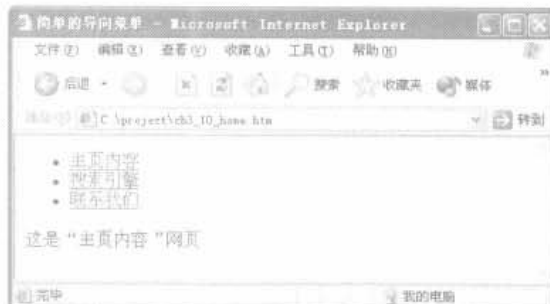 简单的导向菜单 - Microsoft Internet Explorer
文件(F) 编辑(E) 查看(V) 收藏(A) 工具(T) 帮助(H)
后退 搜索 收藏夹 媒体 »
C:\project\ch3_10_home.htm 转到
主页内容
搜索引擎
联系我们
这是“主页内容”网页
完毕 我的电脑